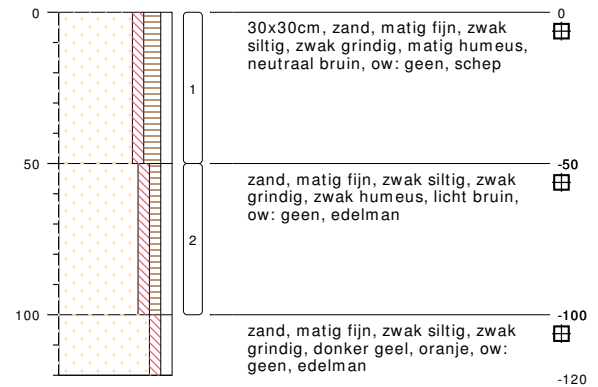 0
30x30cm, zand, matig fijn, zwak
siltig, zwak grindig, matig humeus,
neutraal bruin, ow: geen, schep
0
1
50
zand, matig fijn, zwak siltig, zwak
grindig, zwak humeus, licht bruin,
ow: geen, edelman
-50
2
100
zand, matig fijn, zwak siltig, zwak
grindig, donker geel, oranje, ow:
geen, edelman
-100
-120